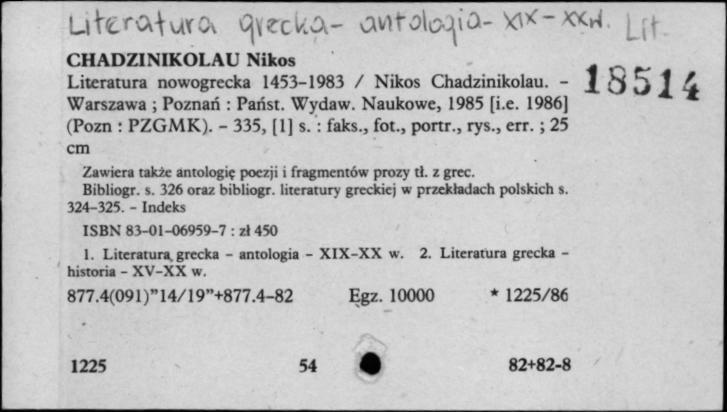 Literatura grecka - antologia - XIX - XXw. Lit.
CHADZINIKOLAU Nikos
18514
Literatura nowogrecka 1453-1983 / Nikos Chadzinikolau. -
Warszawa ; Poznań : Państ. Wydaw. Naukowe, 1985 [i.e. 1986]
(Pozn : PZGMK). - 335, [1] s. : faks., fot., portr., rys., err. ; 25
cm
Zawiera także antologię poezji i fragmentów prozy tł. z grec.
Bibliogr. s. 326 oraz bibliogr. literatury greckiej w przekładach polskich s.
324-325. - Indeks
ISBN 83-01-06959-7 : zł 450
1. Literatura grecka - antologia - XIX-XX w. 2. Literatura grecka -
historia - XV-XX w.
877.4(091)"14/19"+877.4-82 Egz. 10000 * 1225/86
1225 54 82+82-8